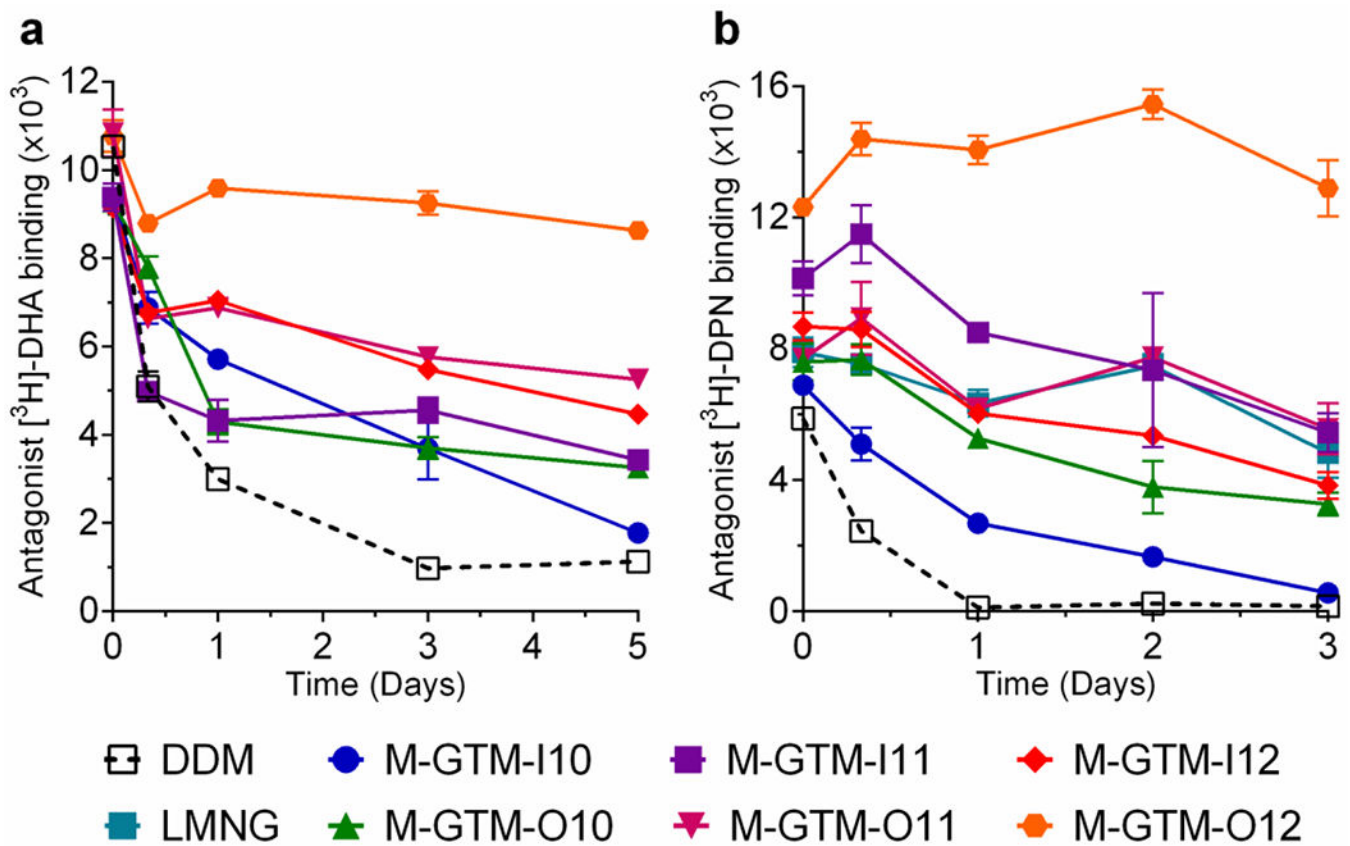 a
b
Antagonist [³H]-DHA binding (x10³)
12
10
8
6
4
2
0
0 1 2 3 4 5
Time (Days)
Antagonist [³H]-DPN binding (x10³)
16
12
8
4
0
0 1 2 3
Time (Days)
DDM M-GTM-I10 M-GTM-I11 M-GTM-I12
LMNG M-GTM-O10 M-GTM-O11 M-GTM-O12